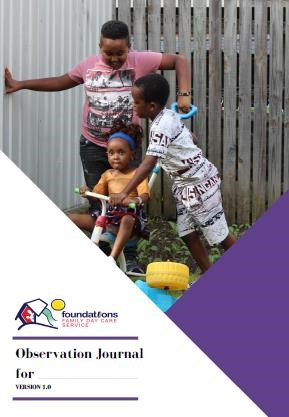 foundations
FAMILY DAY CARE
SERVICE
Observation Journal
for
VERSION 1.0